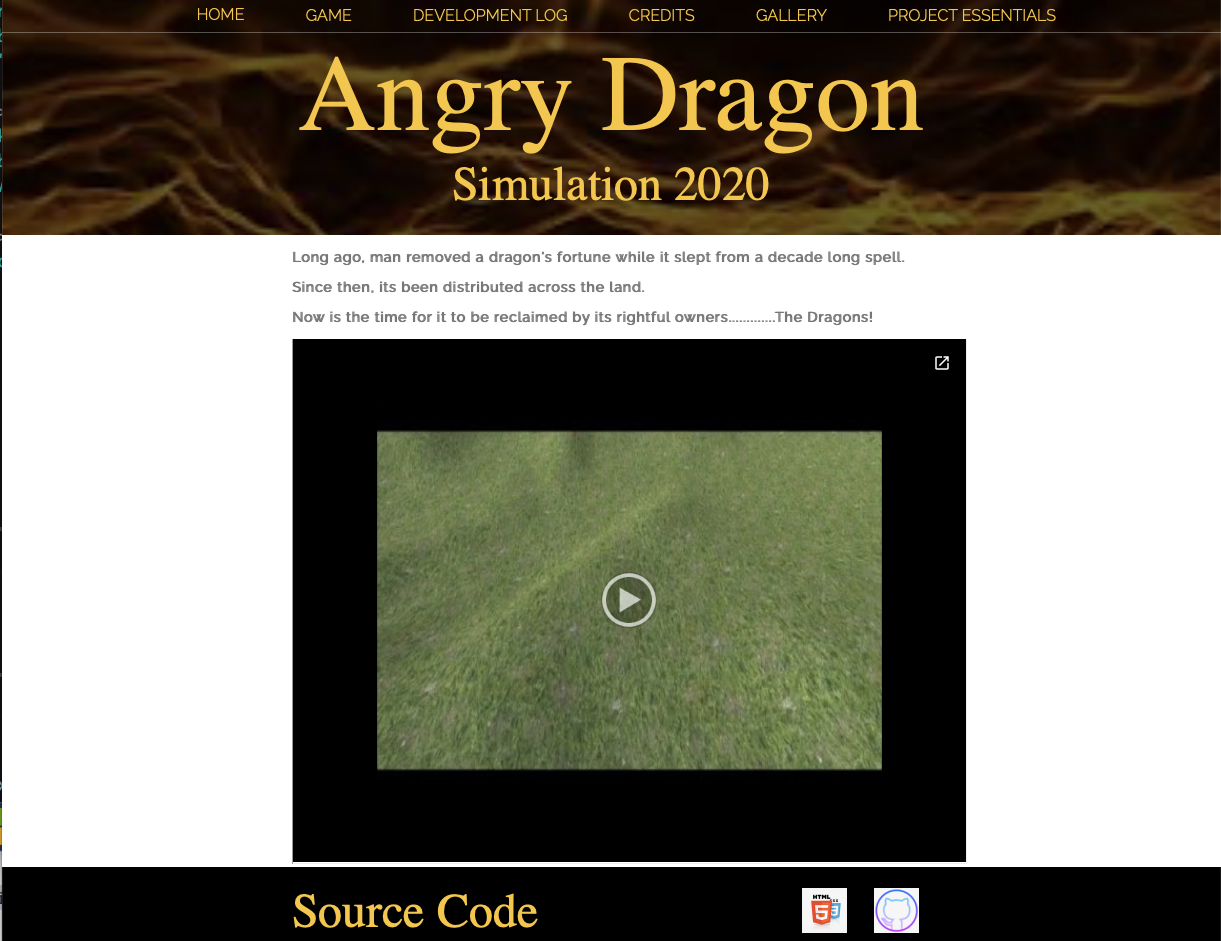 HOME GAME DEVELOPMENT LOG CREDITS GALLERY PROJECT ESSENTIALS
Angry Dragon
Simulation 2020
Long ago, man removed a dragon's fortune while it slept from a decade long spell.
Since then, its been distributed across the land.
Now is the time for it to be reclaimed by its rightful owners.............The Dragons!
Source Code
HTML
5